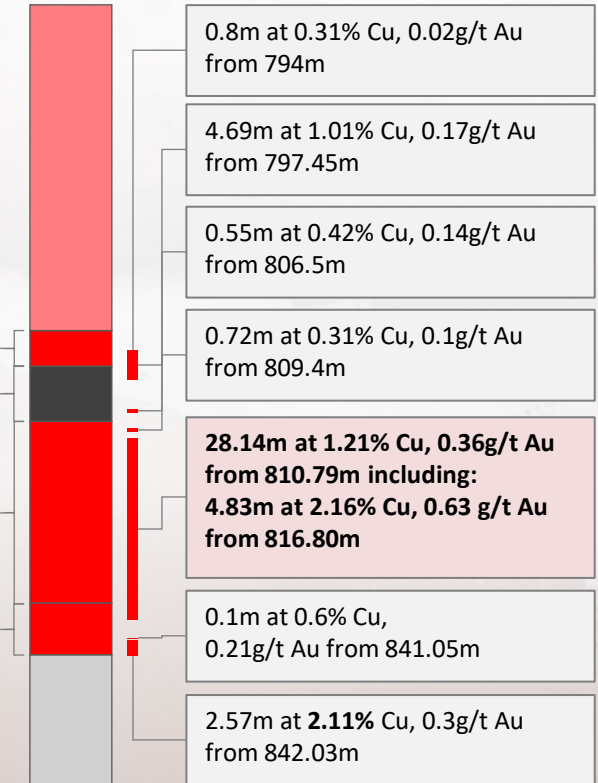 0.8m at 0.31% Cu, 0.02g/t Au
from 794m
4.69m at 1.01% Cu, 0.17g/t Au
from 797.45m
0.55m at 0.42% Cu, 0.14g/t Au
from 806.5m
0.72m at 0.31% Cu, 0.1g/t Au
from 809.4m
28.14m at 1.21% Cu, 0.36g/t Au
from 810.79m including:
4.83m at 2.16% Cu, 0.63 g/t Au
from 816.80m
0.1m at 0.6% Cu,
0.21g/t Au from 841.05m
2.57m at 2.11% Cu, 0.3g/t Au
from 842.03m